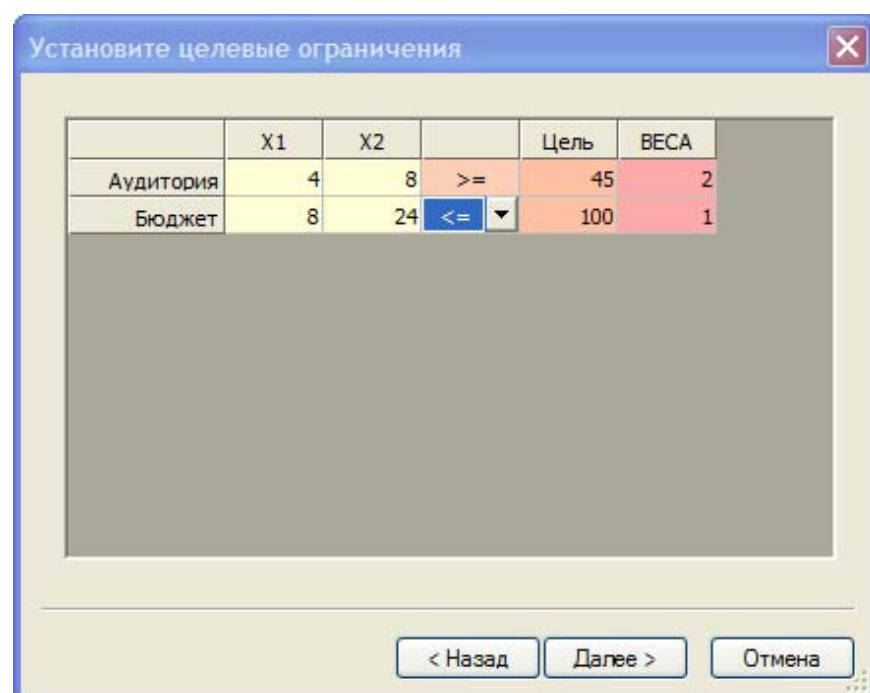 Установите целевые ограничения
X1 X2 Цель ВЕСА
Аудитория 4 8 >= 45 2
Бюджет 8 24 <= 100 1
< Назад Далее > Отмена